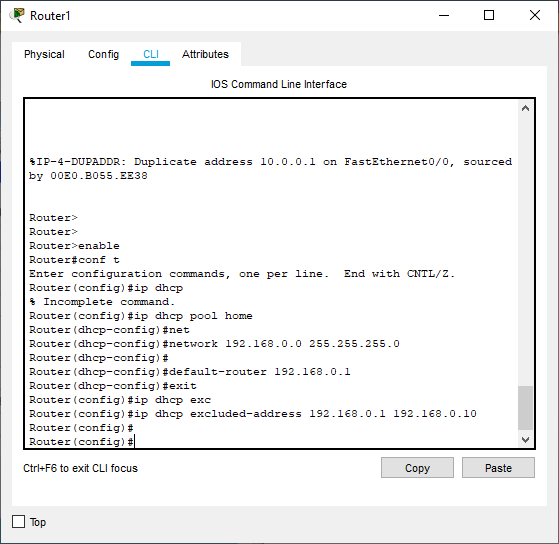 Router1
Physical Config CLI Attributes
IOS Command Line Interface
%IP-4-DUPADDR: Duplicate address 10.0.0.1 on FastEthernet0/0, sourced
by 00E0.B055.EE38
Router>
Router>
Router>enable
Router#conf t
Enter configuration commands, one per line.  End with CNTL/Z.
Router(config)#ip dhcp
% Incomplete command.
Router(config)#ip dhcp pool home
Router(dhcp-config)#net
Router(dhcp-config)#network 192.168.0.0 255.255.255.0
Router(dhcp-config)#
Router(dhcp-config)#default-router 192.168.0.1
Router(dhcp-config)#exit
Router(config)#ip dhcp exc
Router(config)#ip dhcp excluded-address 192.168.0.1 192.168.0.10
Router(config)#
Router(config)#
Ctrl+F6 to exit CLI focus
Copy Paste
Top